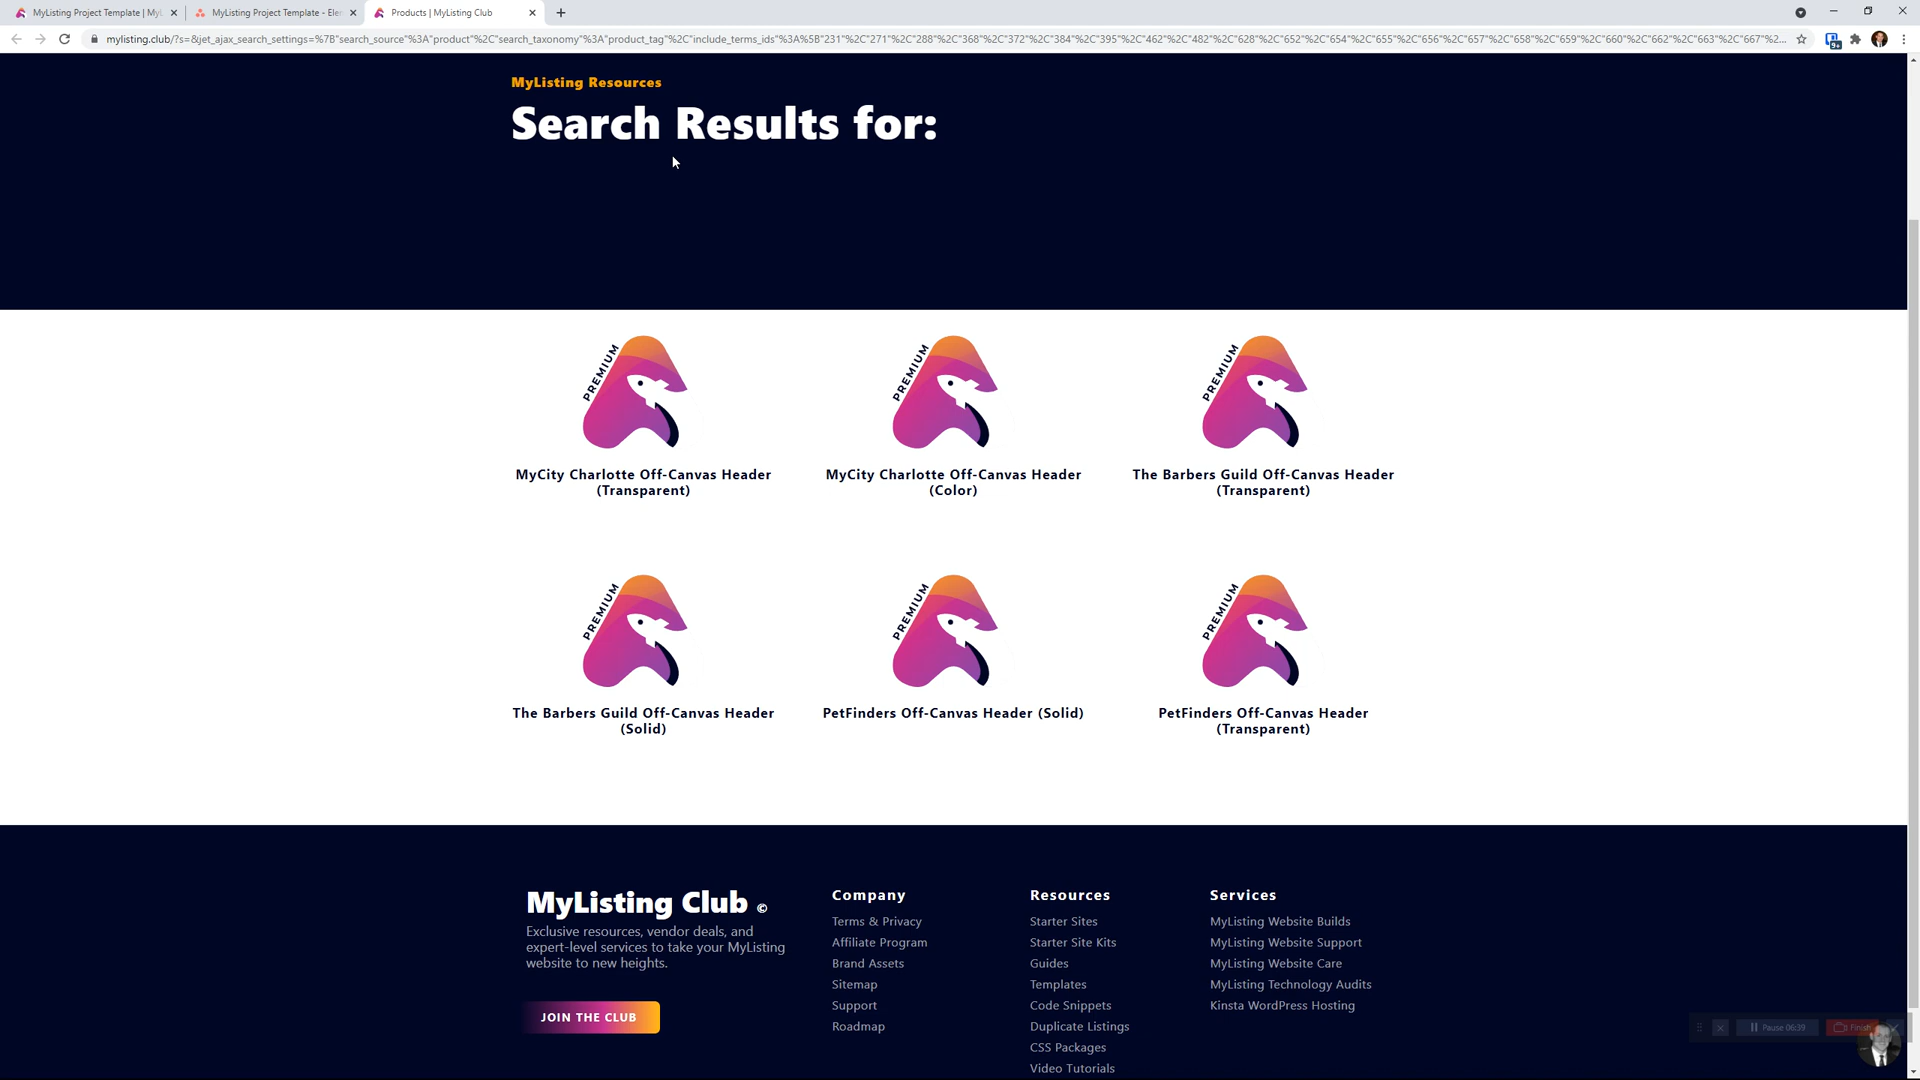 MyListing Project Template | My
MyListing Project Template - Ele
Products | MyListing Club
mylisting.club/?s=&jet_ajax_search_settings=%7B"search_source"%3A"product"%2C"search_taxonomy"%3A"product_tag"%2C"include_terms_ids"%3A%5B"231"%2C"271"%2C"288"%2C"368"%2C"372"%2C"384"%2C"395"%2C"462"%2C"482"%2C"628"%2C"652"%2C"654"%2C"655"%2C"656"%2C"657"%2C"658"%2C"659"%2C"660"%2C"662"%2C"663"%2C"667"%2...
9+
MyListing Resources
Search Results for:
PREMIUM
PREMIUM
PREMIUM
MyCity Charlotte Off-Canvas Header
(Transparent)
MyCity Charlotte Off-Canvas Header
(Color)
The Barbers Guild Off-Canvas Header
(Transparent)
PREMIUM
PREMIUM
PREMIUM
The Barbers Guild Off-Canvas Header
(Solid)
PetFinders Off-Canvas Header (Solid)
PetFinders Off-Canvas Header
(Transparent)
MyListing Club ©
Exclusive resources, vendor deals, and
expert-level services to take your MyListing
website to new heights.
JOIN THE CLUB
Company
Terms & Privacy
Affiliate Program
Brand Assets
Sitemap
Support
Roadmap
Resources
Starter Sites
Starter Site Kits
Guides
Templates
Code Snippets
Duplicate Listings
CSS Packages
Video Tutorials
Services
MyListing Website Builds
MyListing Website Support
MyListing Website Care
MyListing Technology Audits
Kinsta WordPress Hosting
Pause 06:39
Finish